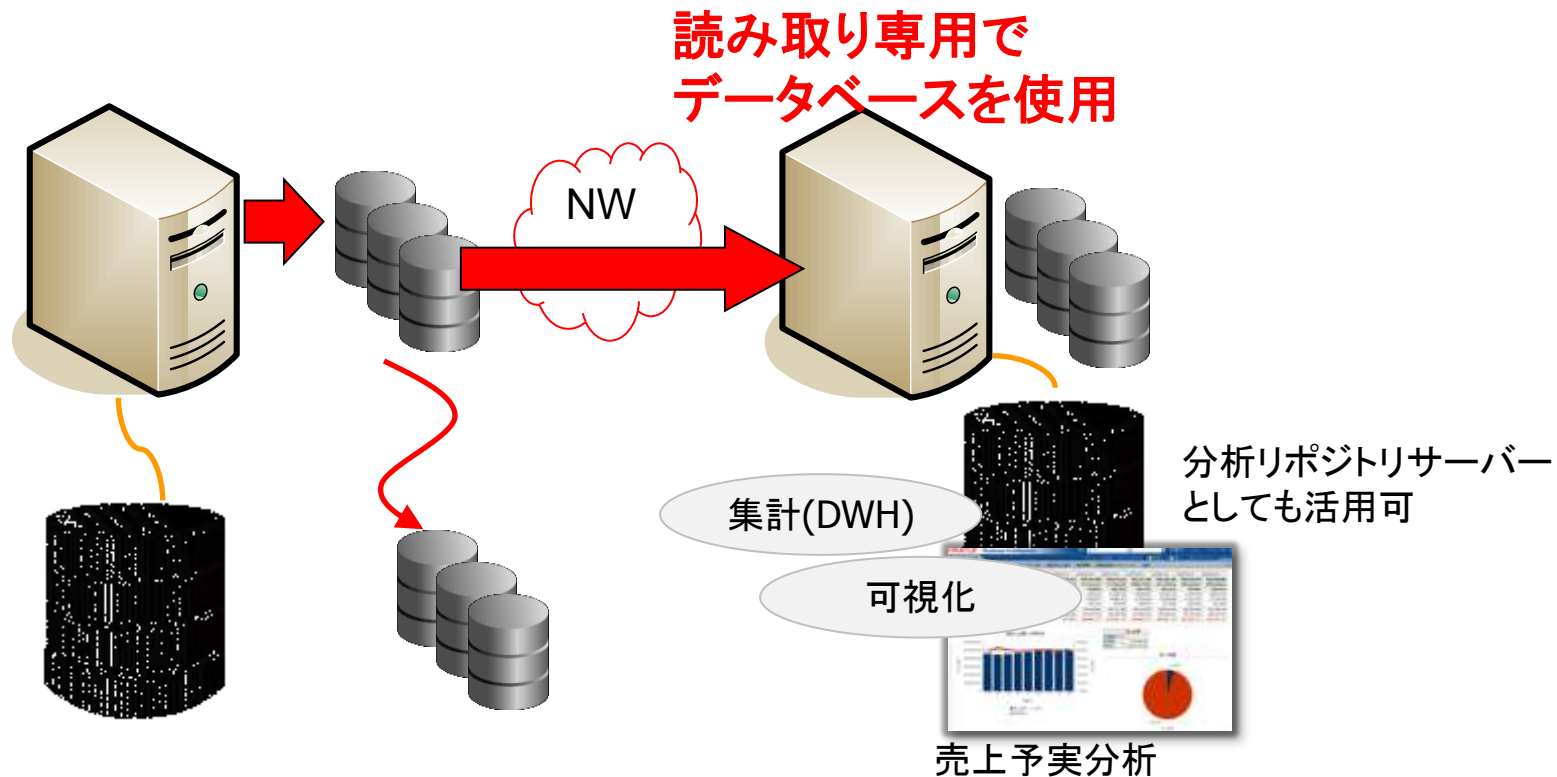 読み取り専用で
データベースを使用
NW
分析リポジトリサーバー
としても活用可
集計(DWH)
可視化
売上予実分析